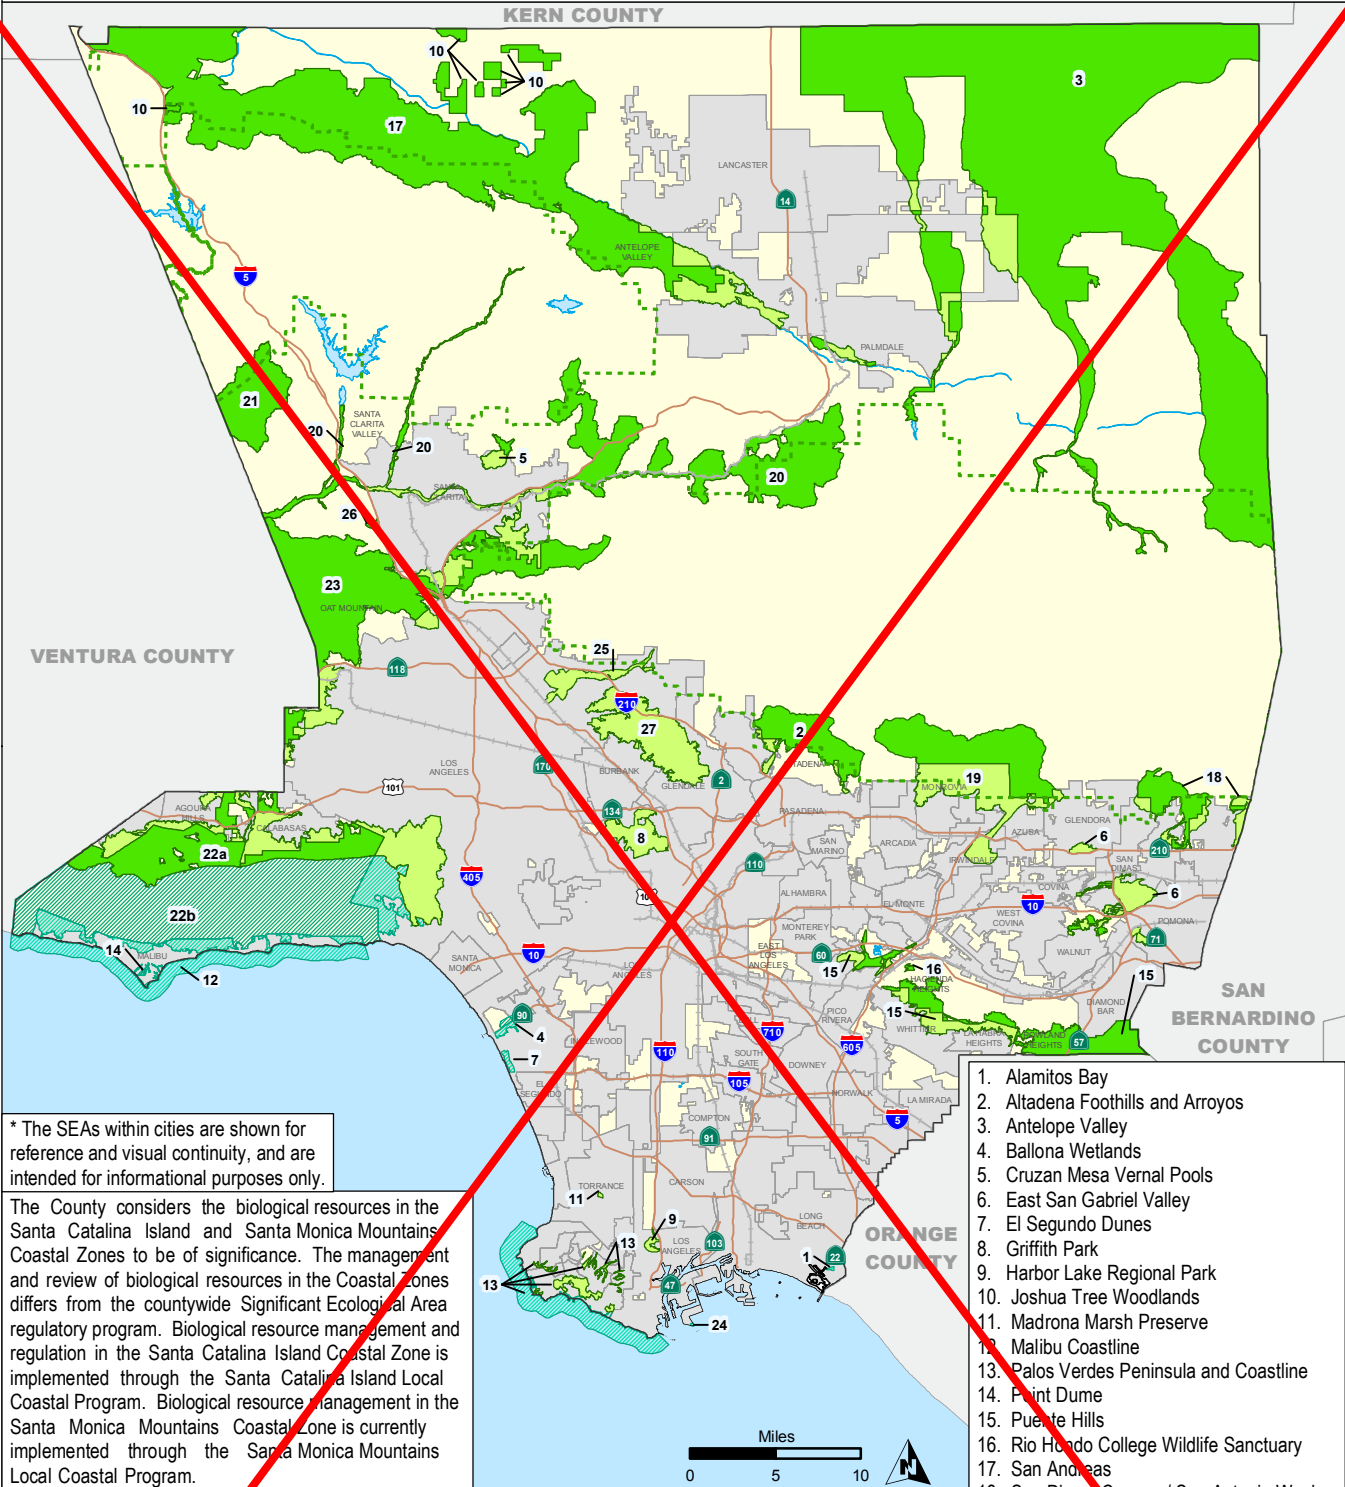 KERN COUNTY
10
10
3
10
17
LANCASTER
14
ANTELOPE
VALLEY
5
PALMDALE
21
SANTA
CLARITA
VALLEY
20
20
5
20
SANTA
CLARITA
26
23
OAT MOUNTAIN
VENTURA COUNTY
118
25
210
27
2
LOS
ANGELES
170
BURBANK
GLENDALE
2
ALTADENA
19
MONROVIA
18
101
134
AGOURA
HILLS
CALABASAS
PASADENA
GLENDORA
8
SAN
MARINO
ARCADIA
AZUSA
6
210
22a
110
IRWINDALE
SAN
DIMAS
405
10
ALHAMBRA
EL MONTE
COVINA
10
6
22b
WEST
COVINA
POMONA
MONTEREY
PARK
71
14
MALIBU
12
SANTA
MONICA
10
LOS
ANGELES
EAST
LOS
ANGELES
60
15
16
HACIENDA
HEIGHTS
WALNUT
15
DIAMOND
BAR
SAN
BERNARDINO
COUNTY
90
4
7
INGLEWOOD
BELL
710
PICO
RIVERA
15
WHITTIER
LA HABRA
HEIGHTS
ROWLAND
HEIGHTS
57
110
SOUTH
GATE
DOWNEY
605
EL
SEGUNDO
105
NORWALK
LA MIRADA
COMPTON
5
91
TORRANCE
11
CARSON
LONG
BEACH
9
LOS
ANGELES
103
13
13
47
24
1
22
ORANGE
COUNTY
* The SEAs within cities are shown for
reference and visual continuity, and are
intended for informational purposes only.
The County considers the biological resources in the
Santa Catalina Island and Santa Monica Mountains
Coastal Zones to be of significance. The management
and review of biological resources in the Coastal Zones
differs from the countywide Significant Ecological Area
regulatory program. Biological resource management and
regulation in the Santa Catalina Island Coastal Zone is
implemented through the Santa Catalina Island Local
Coastal Program. Biological resource management in the
Santa Monica Mountains Coastal Zone is currently
implemented through the Santa Monica Mountains
Local Coastal Program.
Miles
0 5 10
N
1. Alamitos Bay
2. Altadena Foothills and Arroyos
3. Antelope Valley
4. Ballona Wetlands
5. Cruzan Mesa Vernal Pools
6. East San Gabriel Valley
7. El Segundo Dunes
8. Griffith Park
9. Harbor Lake Regional Park
10. Joshua Tree Woodlands
11. Madrona Marsh Preserve
12. Malibu Coastline
13. Palos Verdes Peninsula and Coastline
14. Point Dume
15. Puente Hills
16. Rio Hondo College Wildlife Sanctuary
17. San Andreas